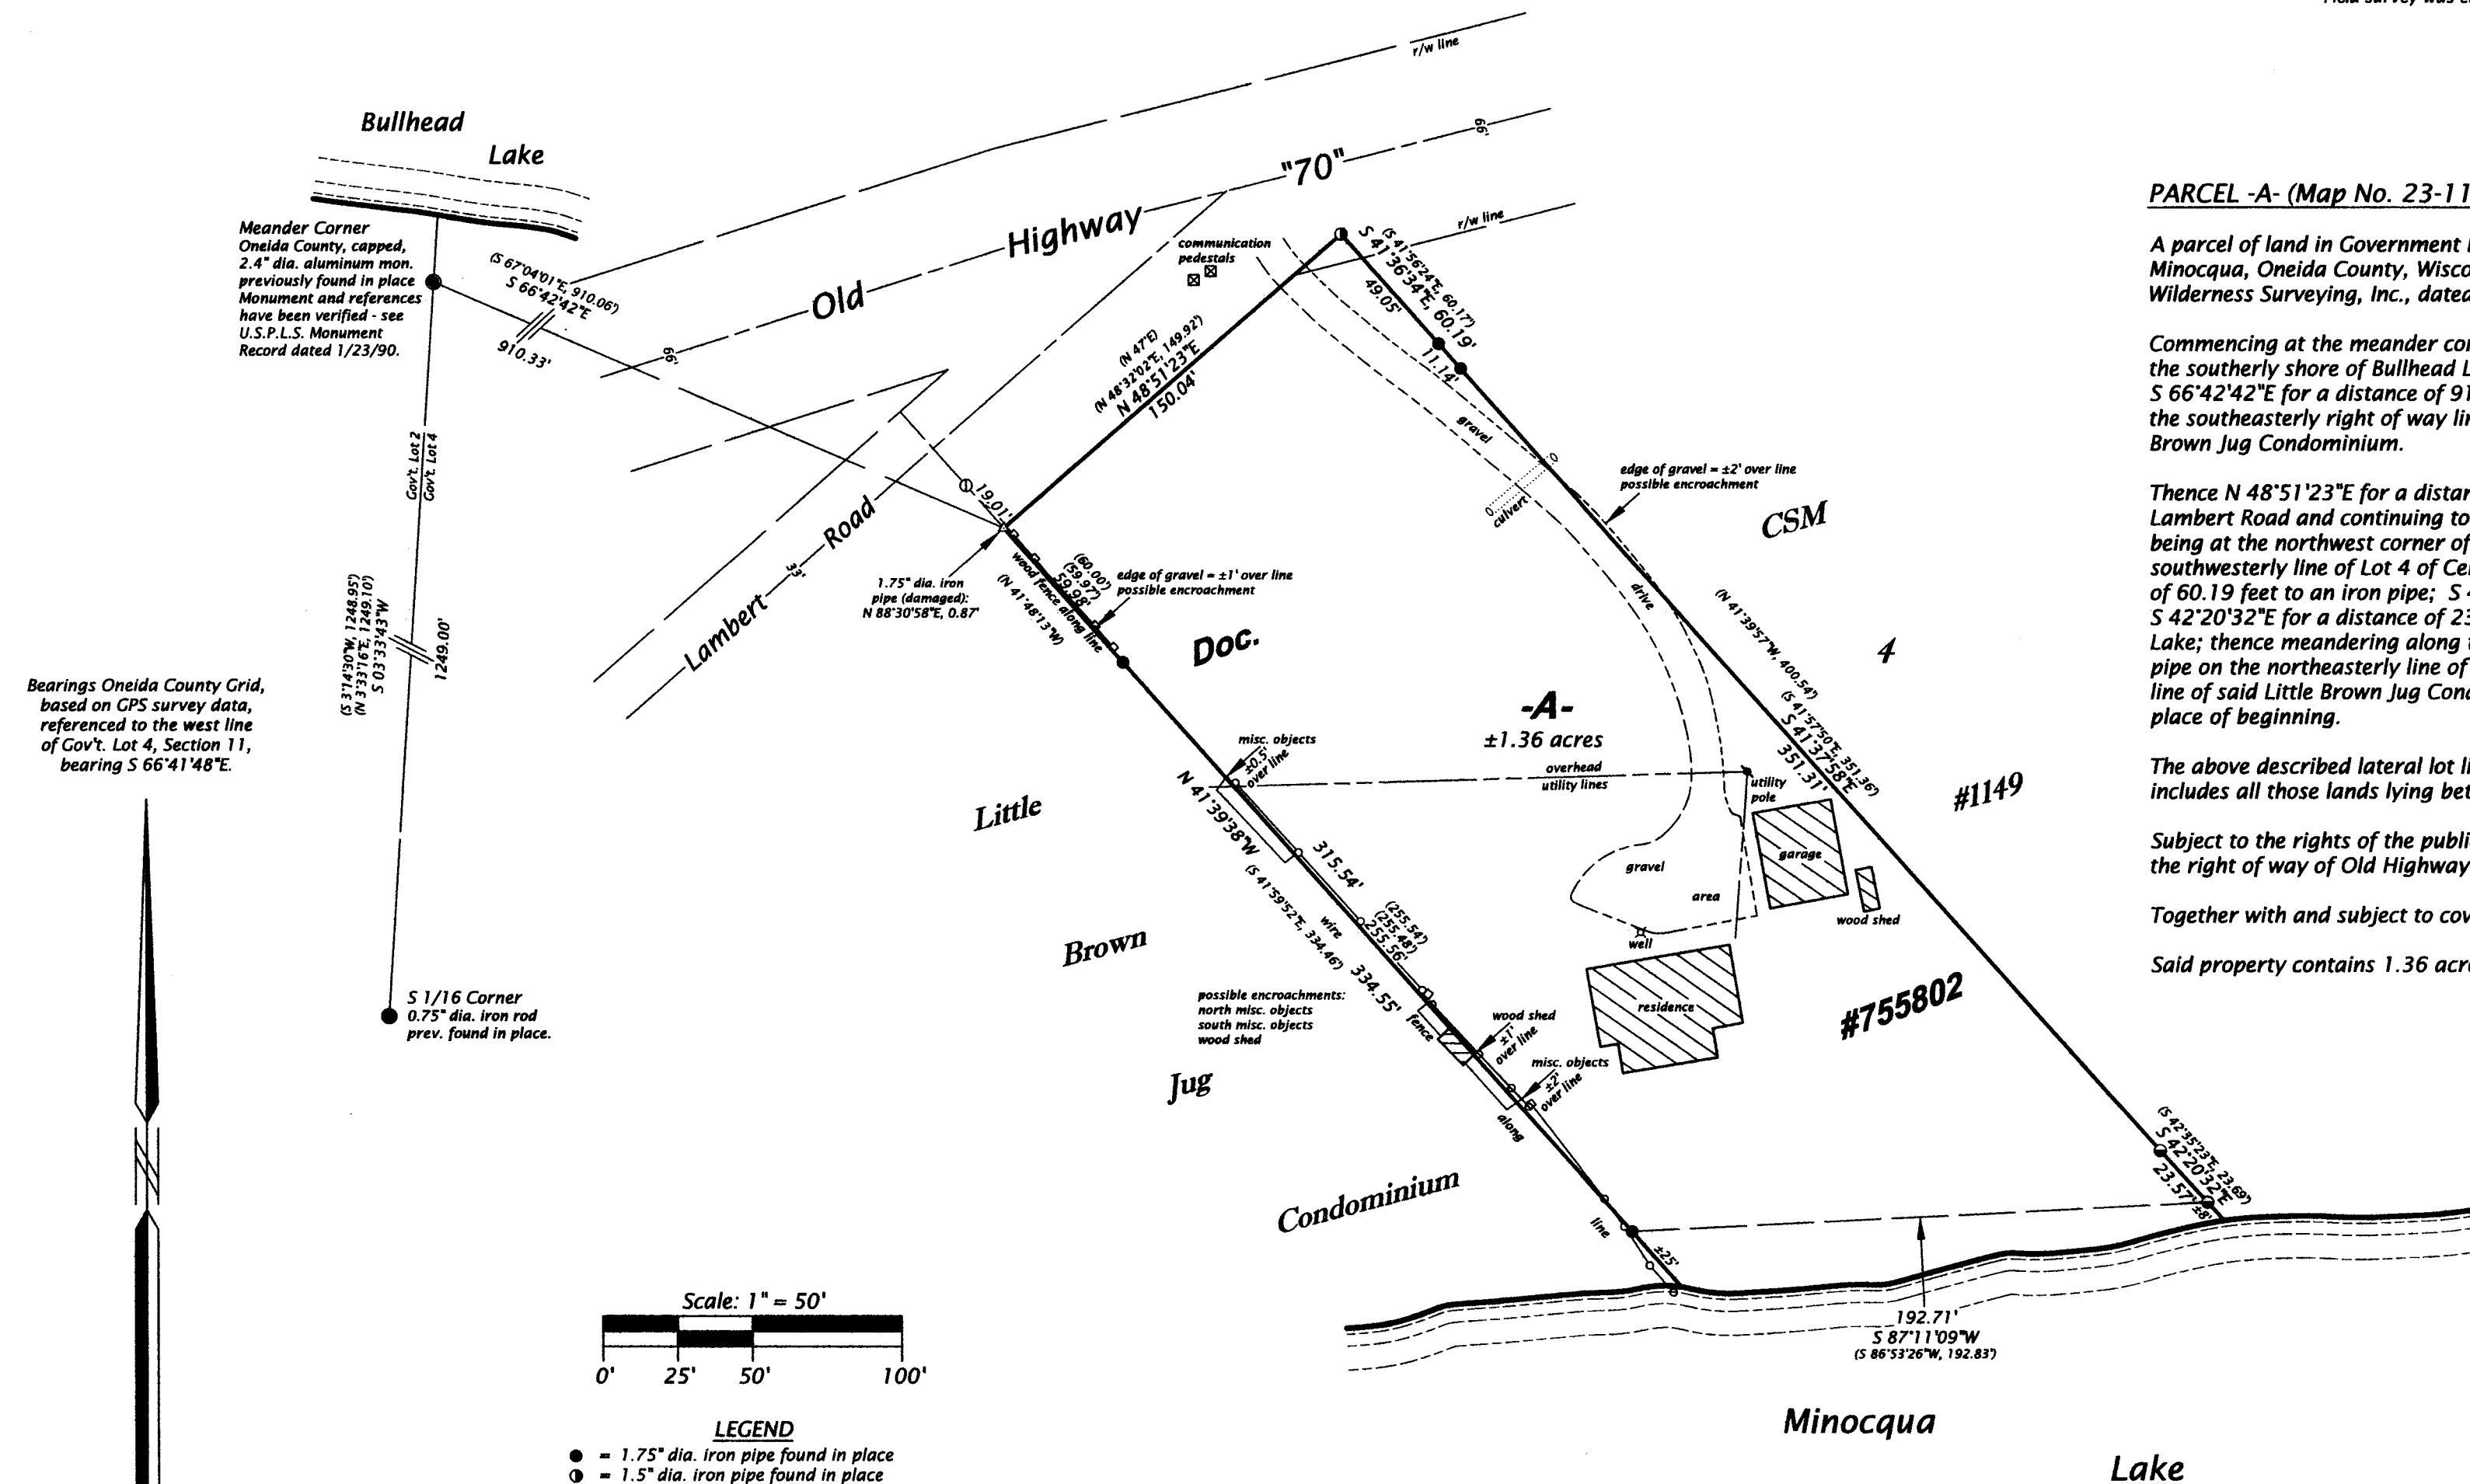 r/w line
Bullhead
Lake
Meander Corner
Oneida County, capped,
2.4" dia. aluminum mon.
previously found in place
Monument and references
have been verified - see
U.S.P.L.S. Monument
Record dated 1/23/90.
(S 67°04'01"E, 910.06')
S 66°42'42"E
910.33'
66'
66'
Old Highway "70"
r/w line
communication
pedestals
(S 41°56'24"E, 60.17')
S 41°36'34"E, 60.19'
49.05'
11.14'
(N 47°E)
(N 48°32'02"E, 149.92')
N 48°51'23"E
150.04'
gravel
culvert
drive
edge of gravel = ±2' over line
possible encroachment
CSM
4
#1149
Gov't. Lot 2
Gov't. Lot 4
(S 3°14'30"W, 1248.95')
(N 3°33'16"E, 1249.10')
S 03°33'43"W
1249.00'
Lambert Road
33'
19.01'
1.75" dia. iron
pipe (damaged):
N 88°30'58"E, 0.87'
(60.00')
(59.97')
59.98'
wood fence along line
(N 41°48'13"W)
edge of gravel = ±1' over line
possible encroachment
Doc.
-A-
±1.36 acres
(N 41°39'57"W, 400.54')
(S 41°57'50"E, 351.36')
S 41°37'58"E
351.31'
Bearings Oneida County Grid,
based on GPS survey data,
referenced to the west line
of Gov't. Lot 4, Section 11,
bearing S 66°41'48"E.
misc. objects
±0.5'
over line
overhead
utility lines
utility
pole
N 41°39'38"W
315.54'
(S 41°59'52"E, 334.46')
334.55'
(255.54')
(255.48')
255.56'
wire
fence
along
line
Little
Brown
Jug
Condominium
garage
gravel
area
wood shed
well
residence
#755802
possible encroachments:
north misc. objects
south misc. objects
wood shed
wood shed
±1'
over line
misc. objects
±2'
over line
S 1/16 Corner
0.75" dia. iron rod
prev. found in place.
(S 42°35'23"E, 23.69')
S 42°20'32"E
23.57'
±8'
±25'
192.71'
S 87°11'09"W
(S 86°53'26"W, 192.83')
Minocqua
Lake
Scale: 1" = 50'
0' 25' 50' 100'
LEGEND
= 1.75" dia. iron pipe found in place
= 1.5" dia. iron pipe found in place
PARCEL -A- (Map No. 23-11
A parcel of land in Government
Minocqua, Oneida County, Wisco
Wilderness Surveying, Inc., dated
Commencing at the meander cor
the southerly shore of Bullhead L
S 66°42'42"E for a distance of 91
the southeasterly right of way lin
Brown Jug Condominium.
Thence N 48°51'23"E for a distan
Lambert Road and continuing to
being at the northwest corner of
southwesterly line of Lot 4 of Ce
of 60.19 feet to an iron pipe; S 4
S 42°20'32"E for a distance of 23
Lake; thence meandering along t
pipe on the northeasterly line of
line of said Little Brown Jug Cond
place of beginning.
The above described lateral lot li
includes all those lands lying bet
Subject to the rights of the publi
the right of way of Old Highway
Together with and subject to cov
Said property contains 1.36 acre